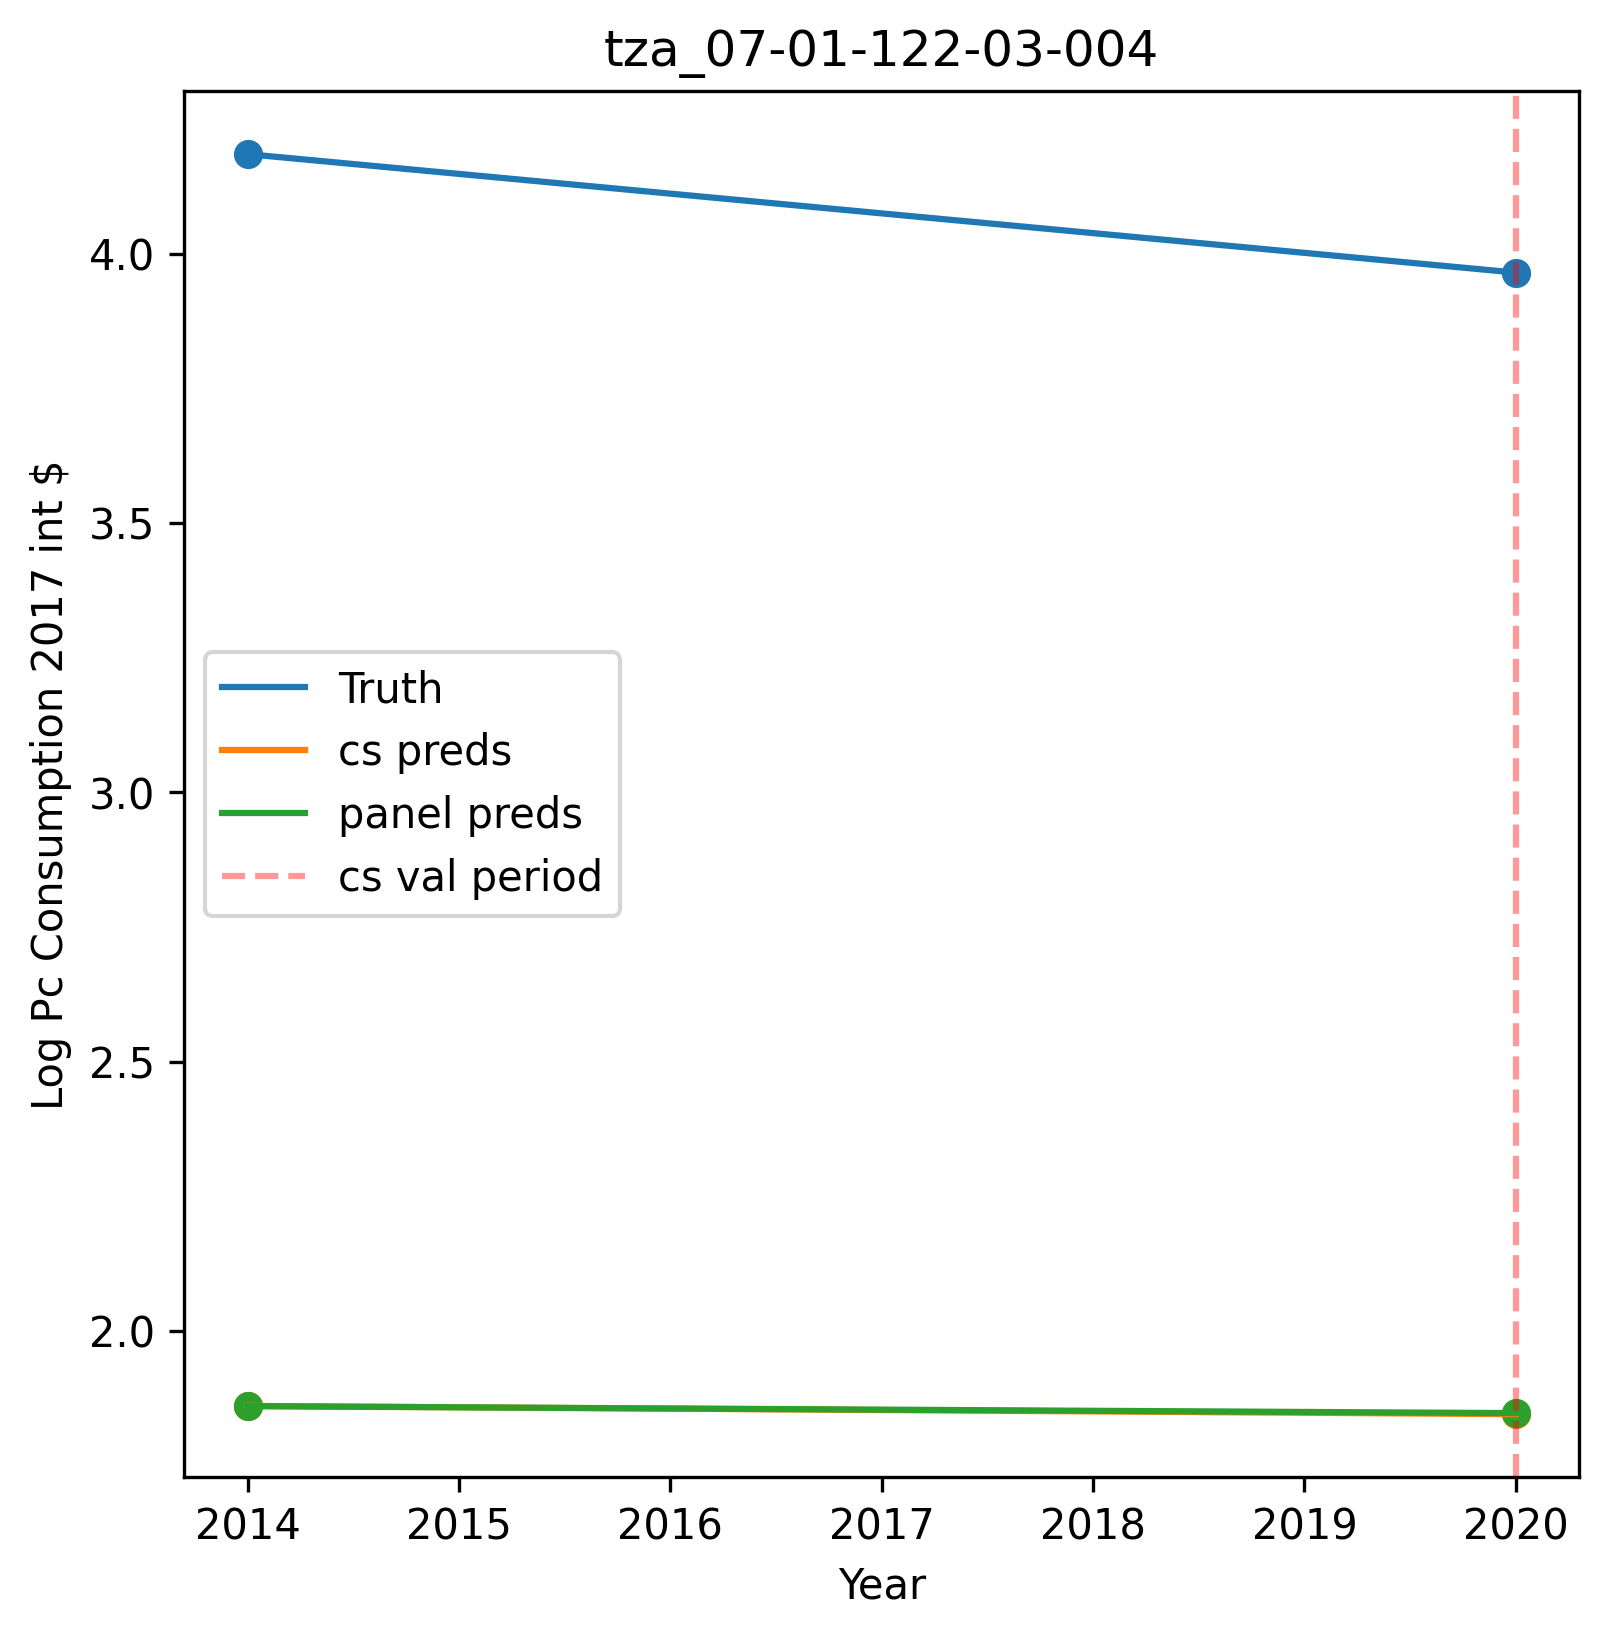 tza_07-01-122-03-004
Log Pc Consumption 2017 int $
4.0
3.5
3.0
2.5
2.0
Truth
cs preds
panel preds
cs val period
2014 2015 2016 2017 2018 2019 2020
Year